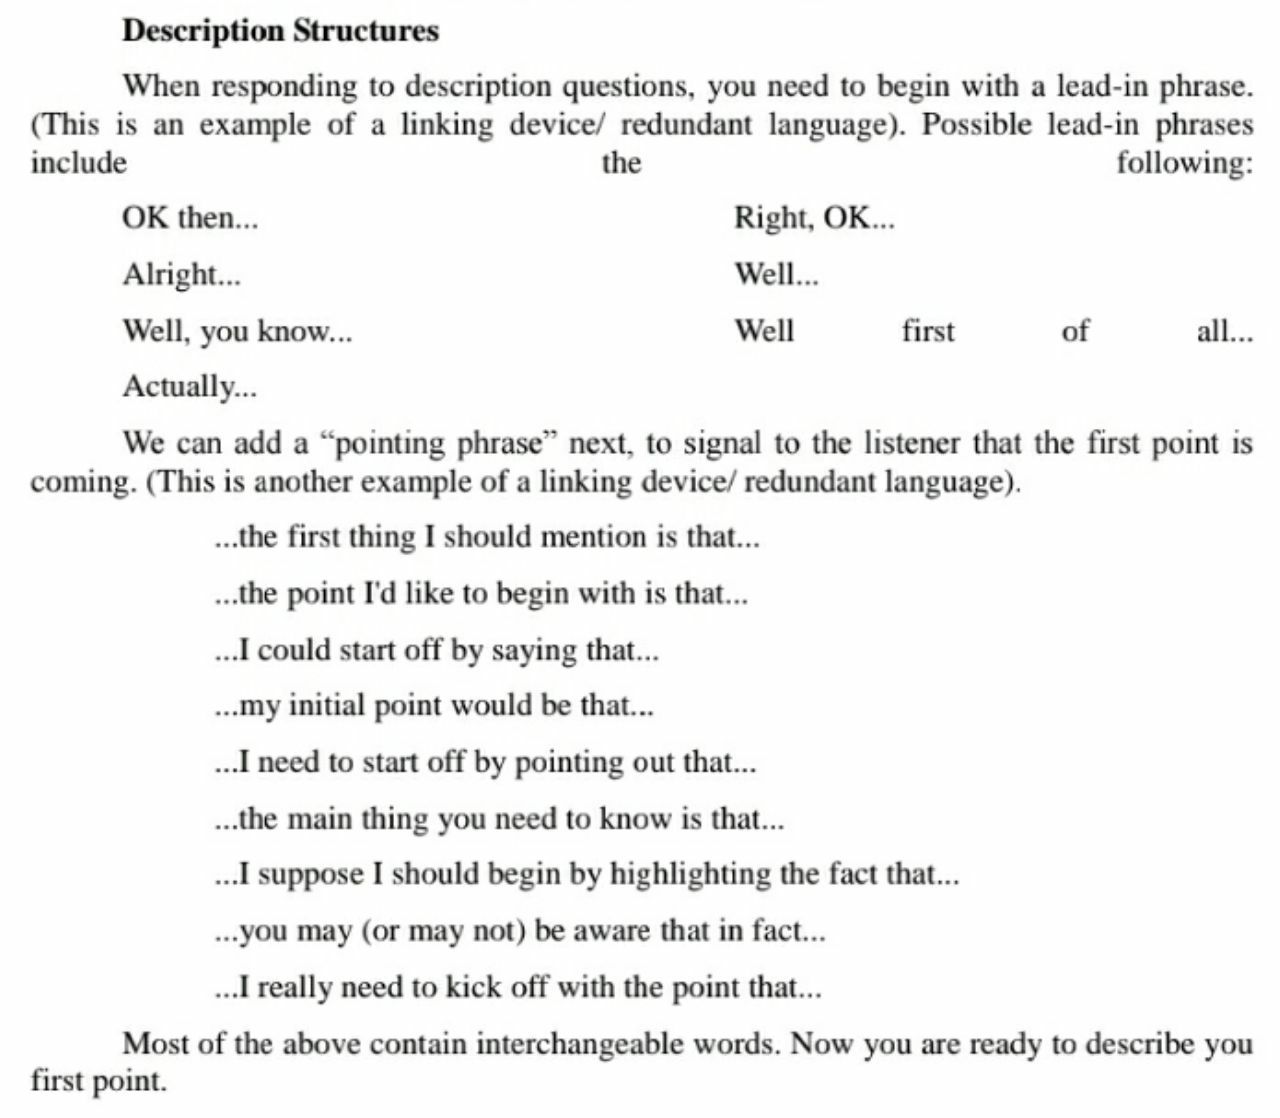 Description Structures
When responding to description questions, you need to begin with a lead-in phrase.
(This is an example of a linking device/ redundant language). Possible lead-in phrases
include the following:
OK then... Right, OK...
Alright... Well...
Well, you know... Well first of all...
Actually...
We can add a “pointing phrase” next, to signal to the listener that the first point is
coming. (This is another example of a linking device/ redundant language).
...the first thing I should mention is that...
...the point I'd like to begin with is that...
...I could start off by saying that...
...my initial point would be that...
...I need to start off by pointing out that...
...the main thing you need to know is that...
...I suppose I should begin by highlighting the fact that...
...you may (or may not) be aware that in fact...
...I really need to kick off with the point that...
Most of the above contain interchangeable words. Now you are ready to describe you
first point.